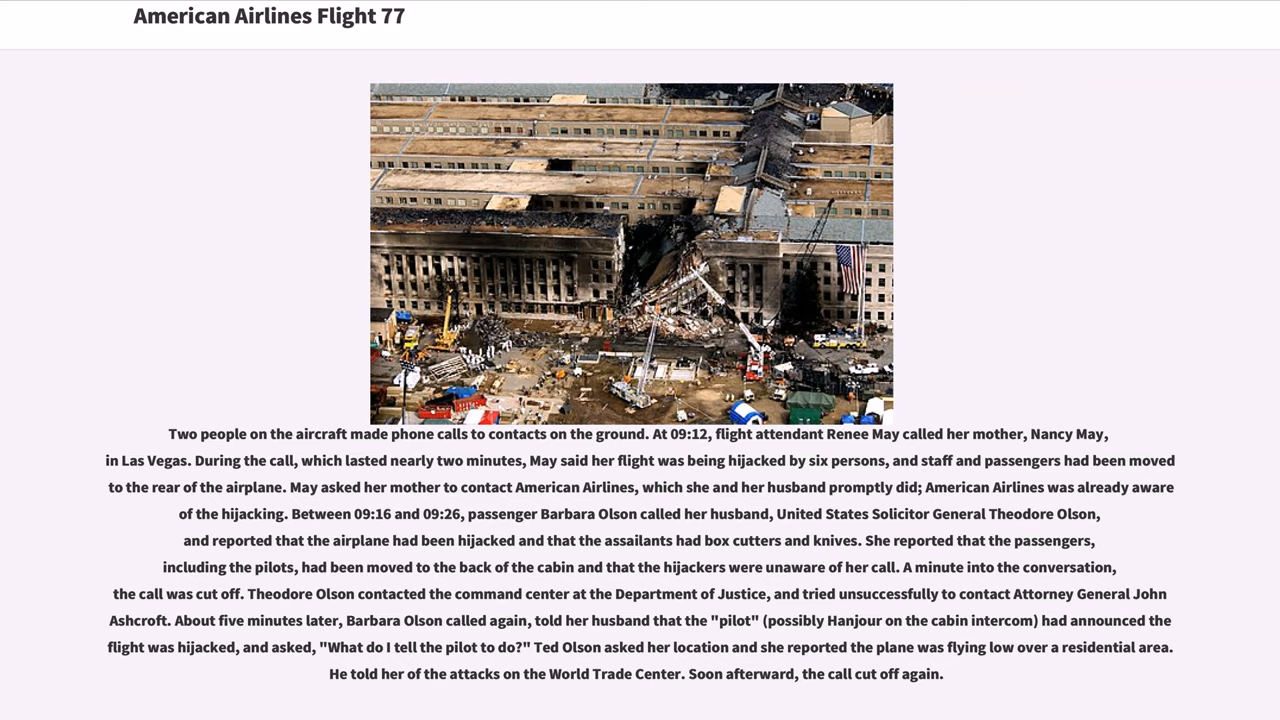 American Airlines Flight 77
Two people on the aircraft made phone calls to contacts on the ground. At 09:12, flight attendant Renee May called her mother, Nancy May,
in Las Vegas. During the call, which lasted nearly two minutes, May said her flight was being hijacked by six persons, and staff and passengers had been moved
to the rear of the airplane. May asked her mother to contact American Airlines, which she and her husband promptly did; American Airlines was already aware
of the hijacking. Between 09:16 and 09:26, passenger Barbara Olson called her husband, United States Solicitor General Theodore Olson,
and reported that the airplane had been hijacked and that the assailants had box cutters and knives. She reported that the passengers,
including the pilots, had been moved to the back of the cabin and that the hijackers were unaware of her call. A minute into the conversation,
the call was cut off. Theodore Olson contacted the command center at the Department of Justice, and tried unsuccessfully to contact Attorney General John
Ashcroft. About five minutes later, Barbara Olson called again, told her husband that the "pilot" (possibly Hanjour on the cabin intercom) had announced the
flight was hijacked, and asked, "What do I tell the pilot to do?" Ted Olson asked her location and she reported the plane was flying low over a residential area.
He told her of the attacks on the World Trade Center. Soon afterward, the call cut off again.